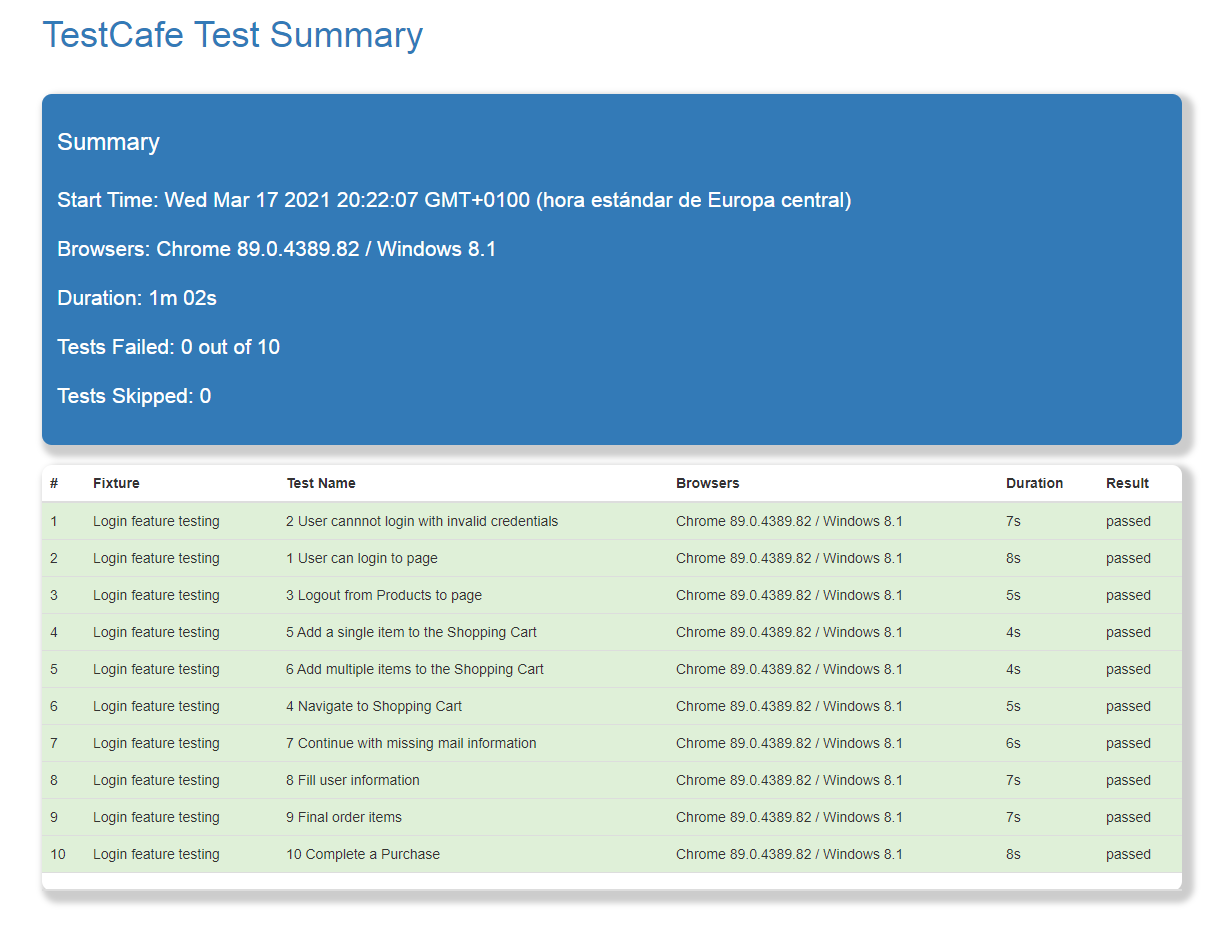 TestCafe Test Summary
Summary
Start Time: Wed Mar 17 2021 20:22:07 GMT+0100 (hora estándar de Europa central)
Browsers: Chrome 89.0.4389.82 / Windows 8.1
Duration: 1m 02s
Tests Failed: 0 out of 10
Tests Skipped: 0
# Fixture Test Name Browsers Duration Result
1 Login feature testing 2 User cannnot login with invalid credentials Chrome 89.0.4389.82 / Windows 8.1 7s passed
2 Login feature testing 1 User can login to page Chrome 89.0.4389.82 / Windows 8.1 8s passed
3 Login feature testing 3 Logout from Products to page Chrome 89.0.4389.82 / Windows 8.1 5s passed
4 Login feature testing 5 Add a single item to the Shopping Cart Chrome 89.0.4389.82 / Windows 8.1 4s passed
5 Login feature testing 6 Add multiple items to the Shopping Cart Chrome 89.0.4389.82 / Windows 8.1 4s passed
6 Login feature testing 4 Navigate to Shopping Cart Chrome 89.0.4389.82 / Windows 8.1 5s passed
7 Login feature testing 7 Continue with missing mail information Chrome 89.0.4389.82 / Windows 8.1 6s passed
8 Login feature testing 8 Fill user information Chrome 89.0.4389.82 / Windows 8.1 7s passed
9 Login feature testing 9 Final order items Chrome 89.0.4389.82 / Windows 8.1 7s passed
10 Login feature testing 10 Complete a Purchase Chrome 89.0.4389.82 / Windows 8.1 8s passed